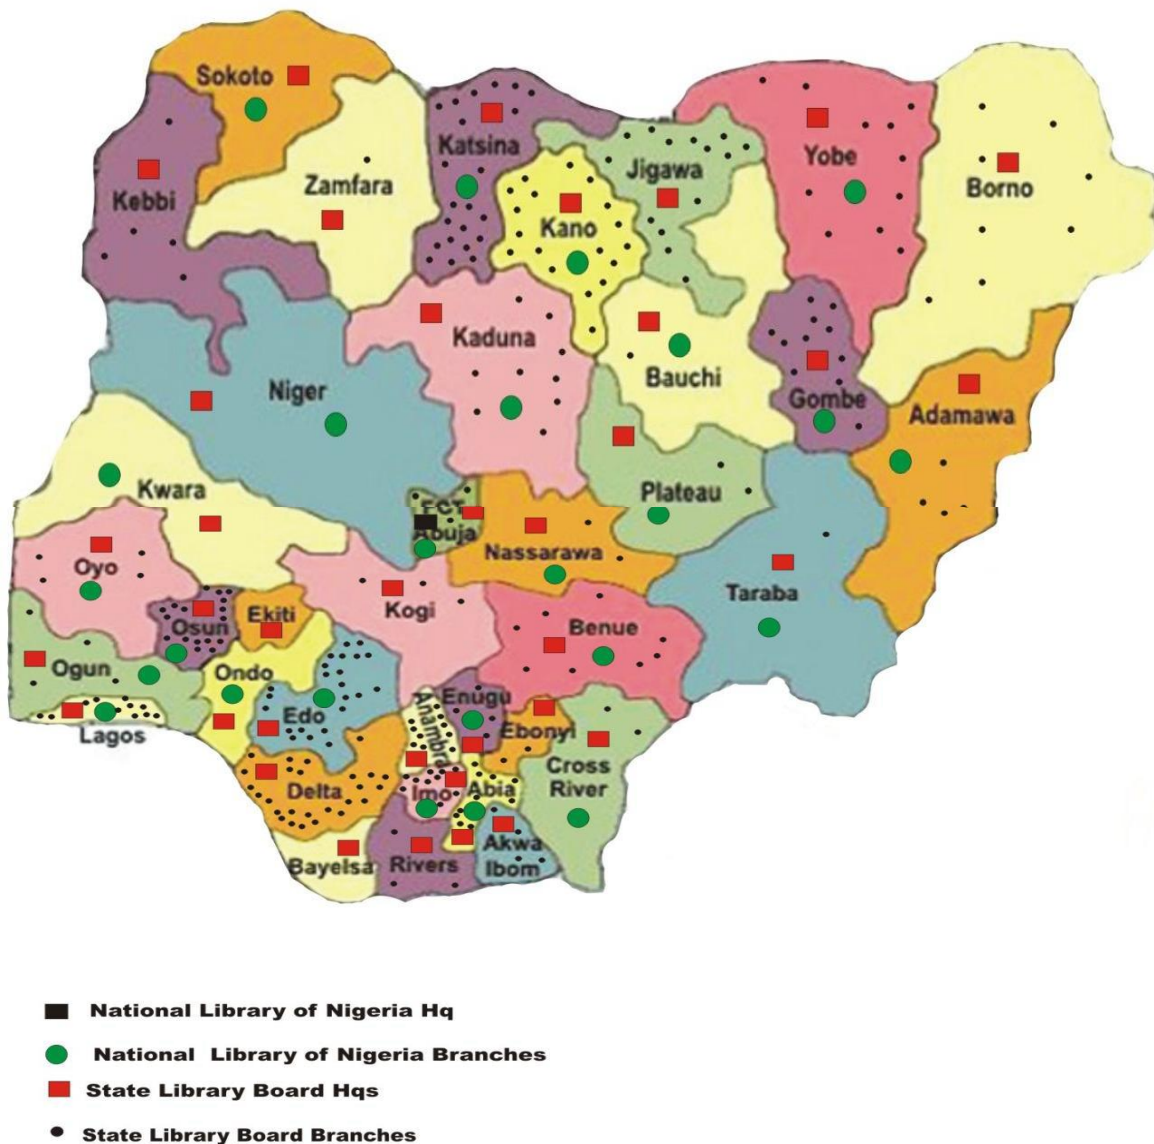 Sokoto
Katsina
Yobe
Jigawa
Borno
Kebbi
Zamfara
Kano
Kaduna
Bauchi
Niger
Gombe
Adamawa
Kwara
Plateau
FCT
Abuja
Nassarawa
Oyo
Taraba
Kogi
Osun
Ekiti
Benue
Ogun
Ondo
Enugu
Edo
Anambra
Ebonyi
Lagos
Cross
River
Delta
Imo
Abia
Akwa
Ibom
Bayelsa
Rivers
National Library of Nigeria Hq
National Library of Nigeria Branches
State Library Board Hqs
State Library Board Branches